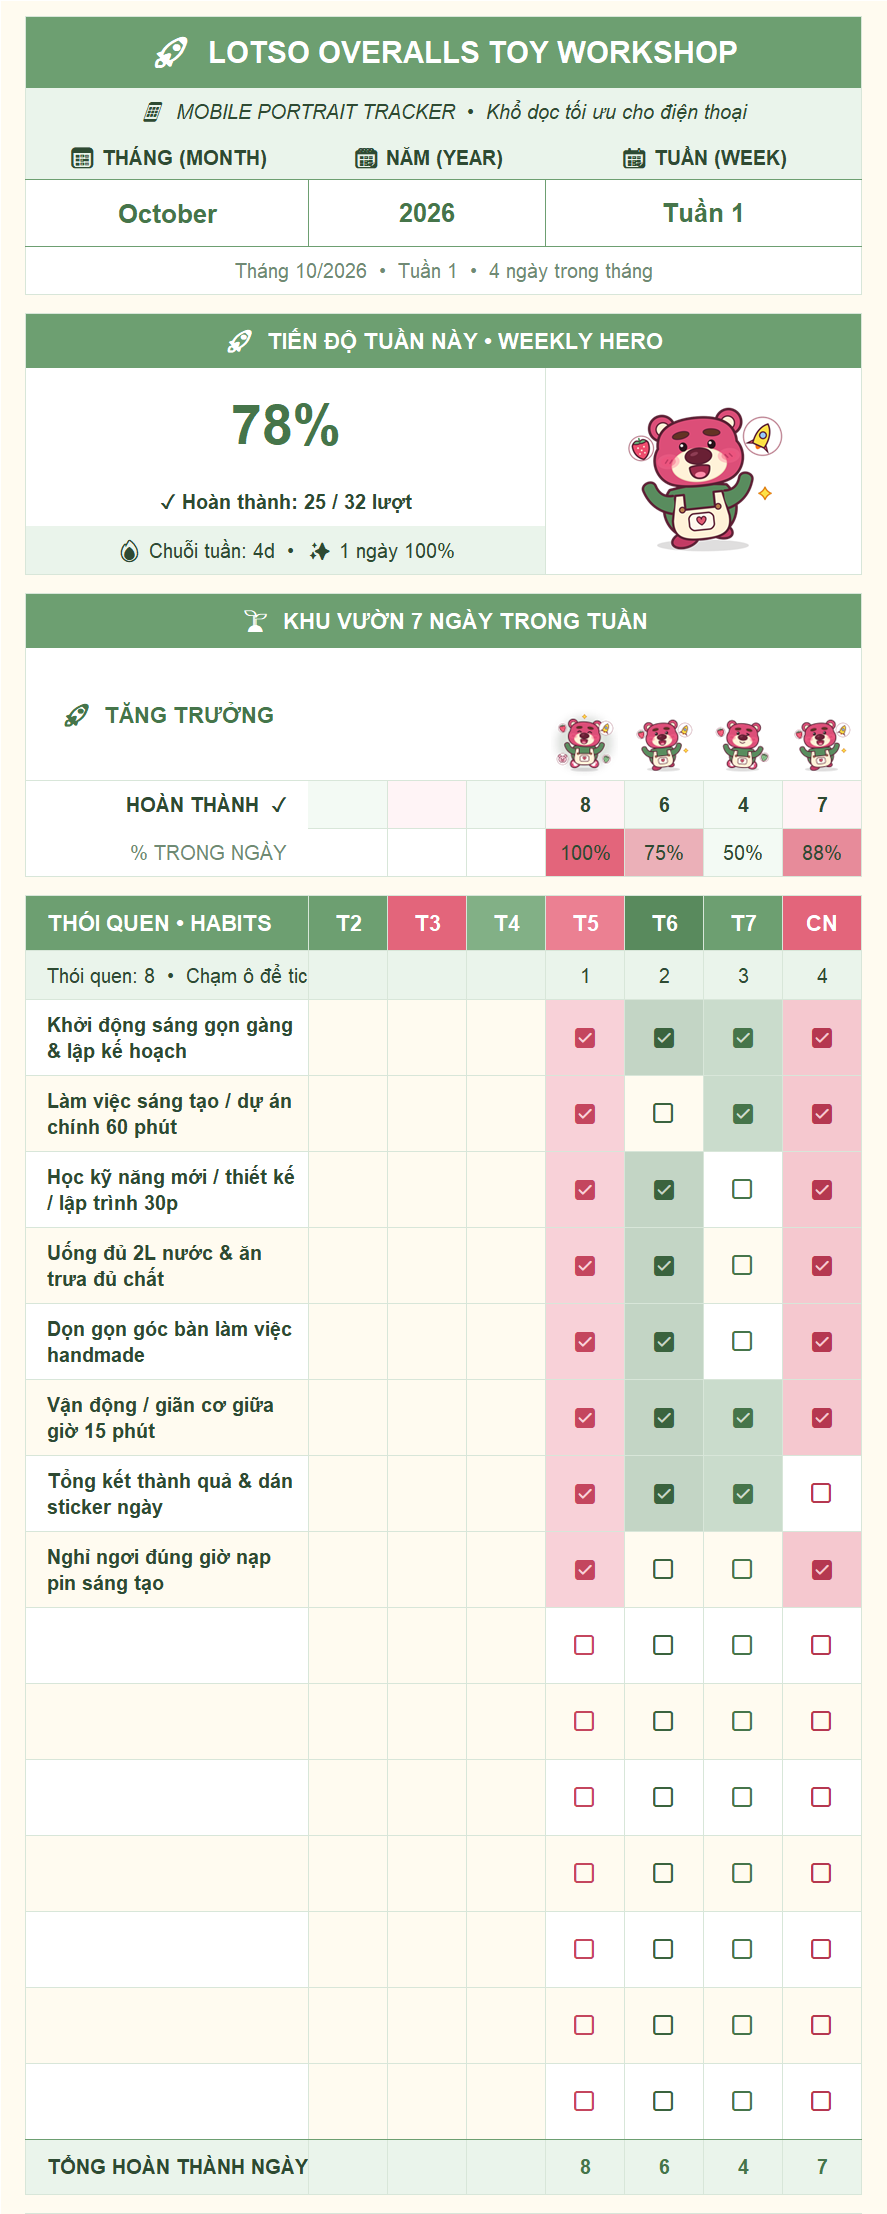 LOTSO OVERALLS TOY WORKSHOP
MOBILE PORTRAIT TRACKER • Khổ dọc tối ưu cho điện thoại
THÁNG (MONTH) NĂM (YEAR) TUẦN (WEEK)
October 2026 Tuần 1
Tháng 10/2026 • Tuần 1 • 4 ngày trong tháng
TIẾN ĐỘ TUẦN NÀY • WEEKLY HERO
78%
✓ Hoàn thành: 25 / 32 lượt
Chuỗi tuần: 4d • 1 ngày 100%
KHU VƯỜN 7 NGÀY TRONG TUẦN
TĂNG TRƯỞNG
HOÀN THÀNH ✓ 8 6 4 7
% TRONG NGÀY 100% 75% 50% 88%
THÓI QUEN • HABITS T2 T3 T4 T5 T6 T7 CN
Thói quen: 8 • Chạm ô để tic 1 2 3 4
Khởi động sáng gọn gàng
& lập kế hoạch
Làm việc sáng tạo / dự án
chính 60 phút
Học kỹ năng mới / thiết kế
/ lập trình 30p
Uống đủ 2L nước & ăn
trưa đủ chất
Dọn gọn góc bàn làm việc
handmade
Vận động / giãn cơ giữa
giờ 15 phút
Tổng kết thành quả & dán
sticker ngày
Nghỉ ngơi đúng giờ nạp
pin sáng tạo
TỔNG HOÀN THÀNH NGÀY 8 6 4 7